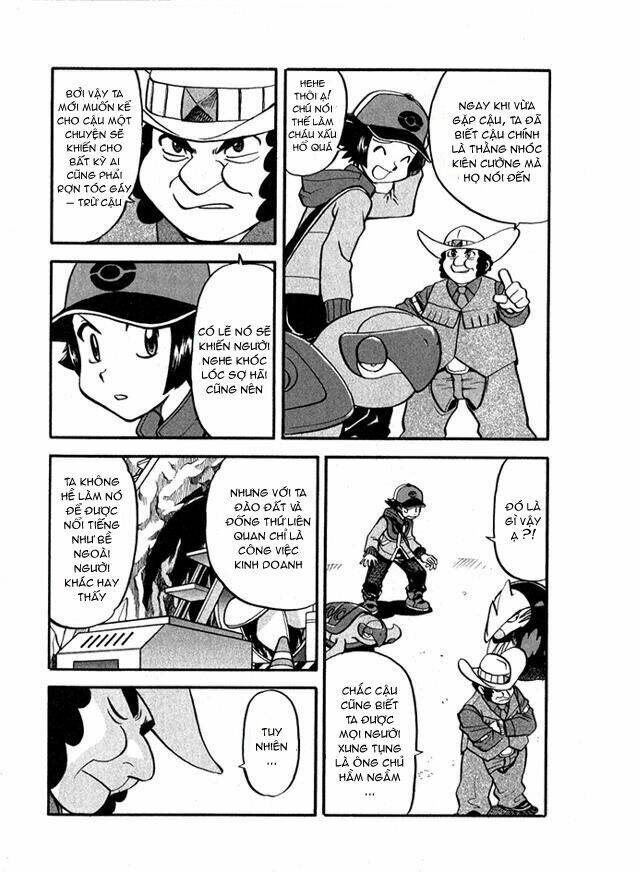 NGAY KHI VỪA
GẶP CẬU, TA ĐÃ
BIẾT CẬU CHÍNH
LÀ THẰNG NHÓC
KIÊN CƯỜNG MÀ
HỌ NÓI ĐẾN
HEHE
THÔI Ạ!
CHÚ NÓI
THẾ LÀM
CHÁU XẤU
HỔ QUÁ
BỞI VẬY TA
MỚI MUỐN KỂ
CHO CẬU MỘT
CHUYỆN SẼ
KHIẾN CHO
BẤT KỲ AI
CŨNG PHẢI
RỢN TÓC GÁY
– TRỪ CẬU
CÓ LẼ NÓ SẼ
KHIẾN NGƯỜI
NGHE KHÓC
LÓC SỢ HÃI
CŨNG NÊN
ĐÓ LÀ
GÌ VẬY
Ạ?!
CHẮC CẬU
CŨNG BIẾT
TA ĐƯỢC
MỌI NGƯỜI
XUNG TỤNG
LÀ ÔNG CHÚ
HẦM NGẦM
...
NHƯNG VỚI TA
ĐÀO ĐẤT VÀ
ĐỐNG THỨ LIÊN
QUAN CHỈ LÀ
CÔNG VIỆC
KINH DOANH
TA KHÔNG
HỀ LÀM NÓ
ĐỂ ĐƯỢC
NỔI TIẾNG
NHƯ BỀ
NGOÀI
NGƯỜI
KHÁC HAY
THẤY
TUY
NHIÊN
...